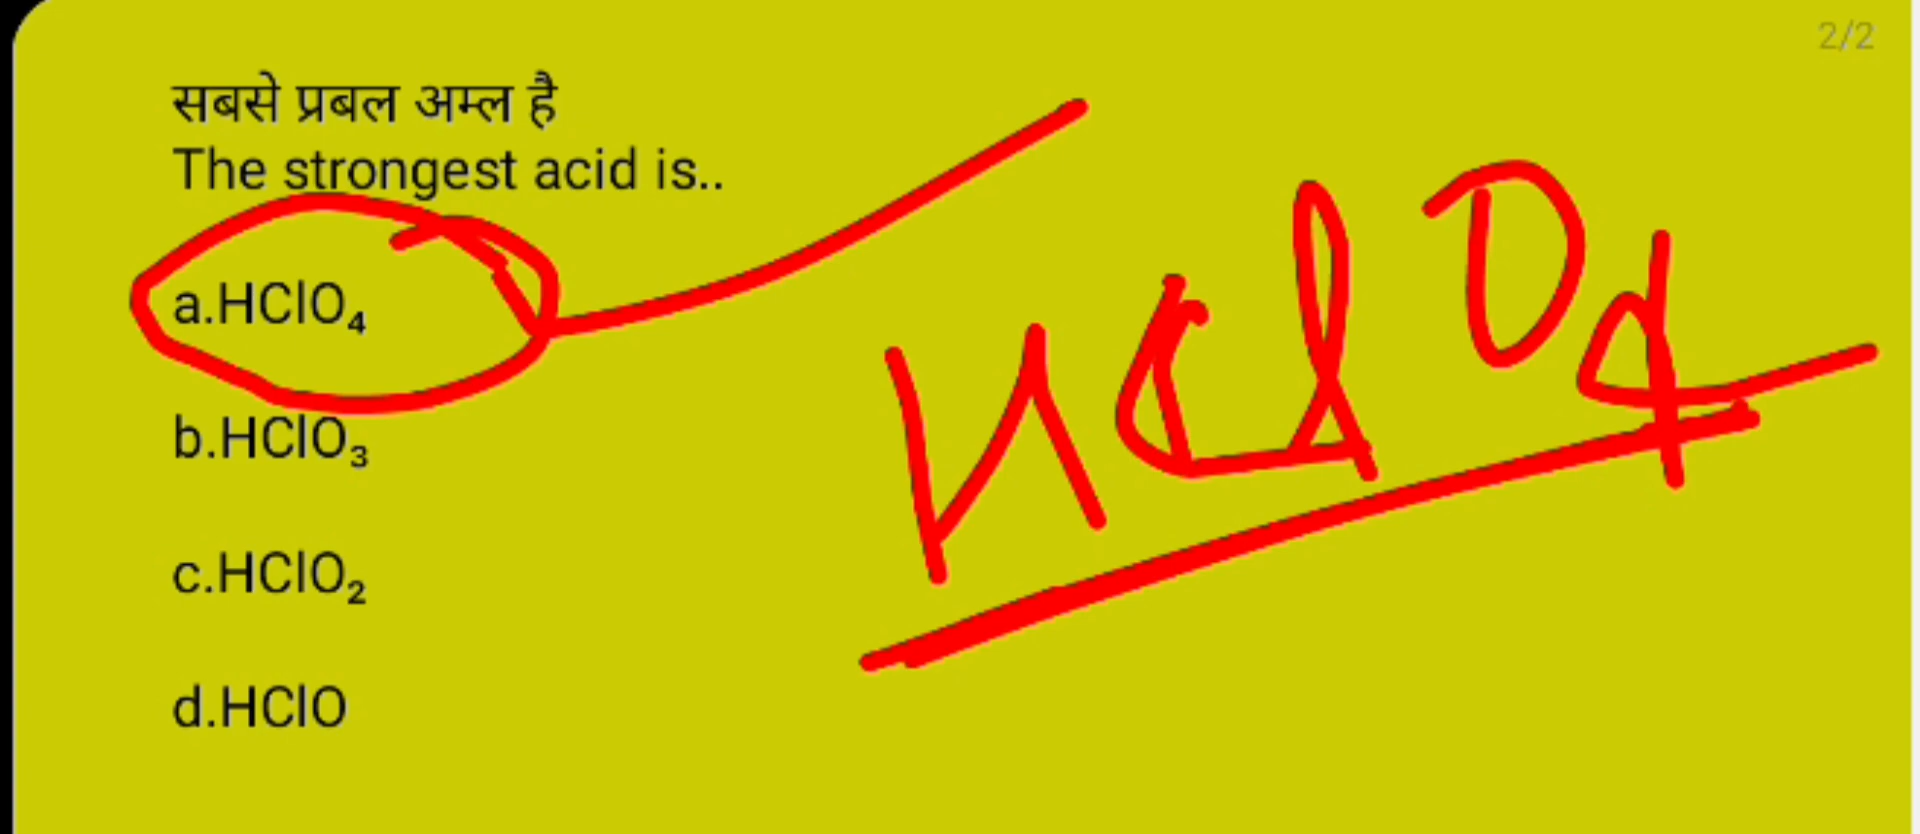 2/2
सबसे प्रबल अम्ल है
The strongest acid is..
a.HClO₄
HClO₄
b.HClO₃
c.HClO₂
d.HClO